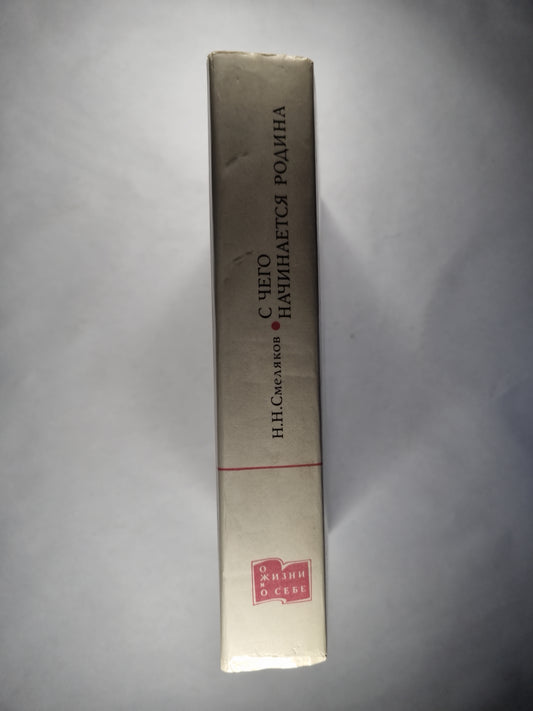 Н.Н.Смеляков
С ЧЕГО
НАЧИНАЕТСЯ РОДИНА
О ЖИЗНИ
И
О СЕБЕ